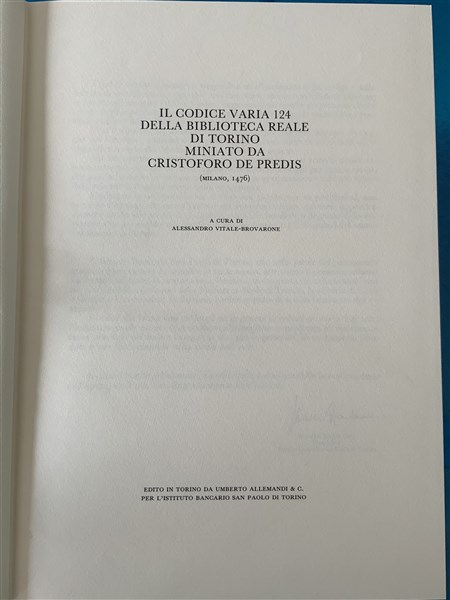 IL CODICE VARIA 124
DELLA BIBLIOTECA REALE
DI TORINO
MINIATO DA
CRISTOFORO DE PREDIS
(MILANO, 1476)
A CURA DI
ALESSANDRO VITALE-BROVARONE
EDITO IN TORINO DA UMBERTO ALLEMANDI & C.
PER L'ISTITUTO BANCARIO SAN PAOLO DI TORINO